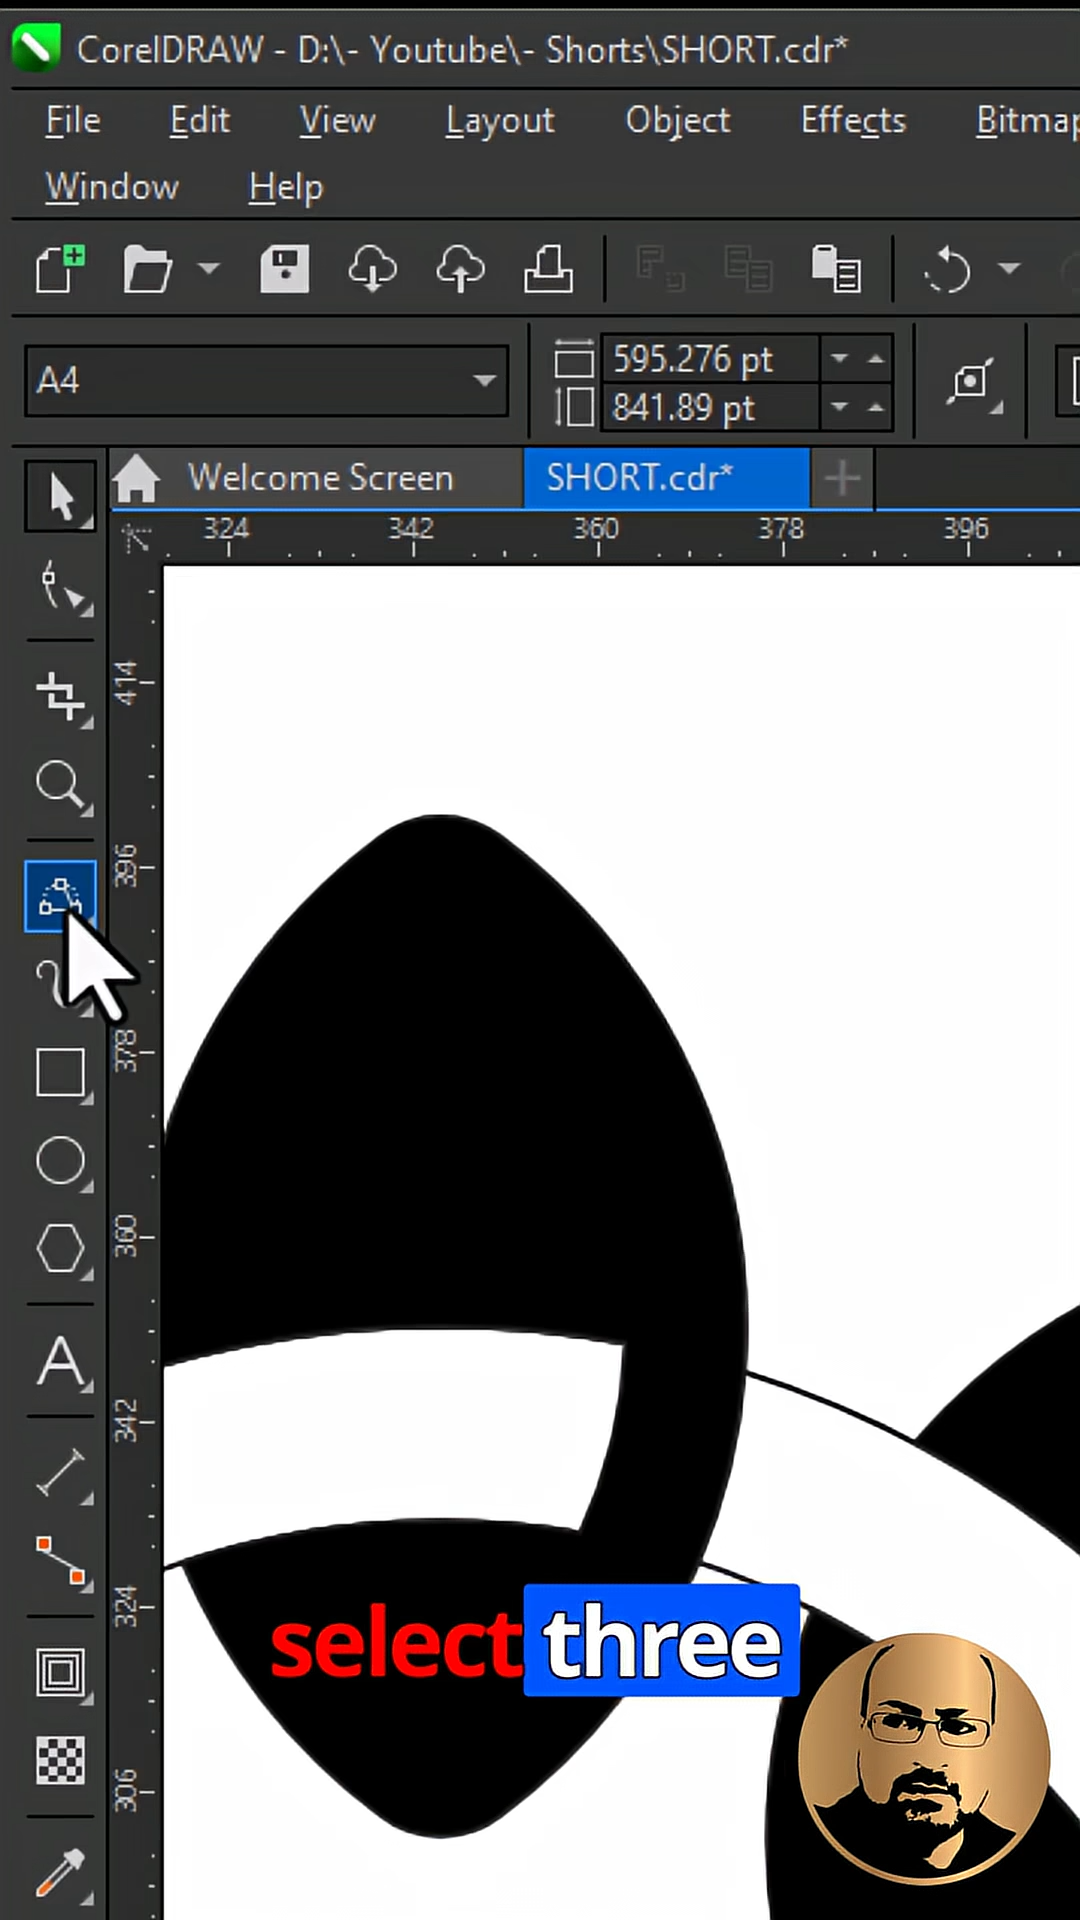 CorelDRAW - D:\- Youtube\- Shorts\SHORT.cdr*
File Edit View Layout Object Effects Bitmap
Window Help
A4
595.276 pt
841.89 pt
Welcome Screen SHORT.cdr*
324 342 360 378 396
414
396
378
360
A
342
324
306
select three